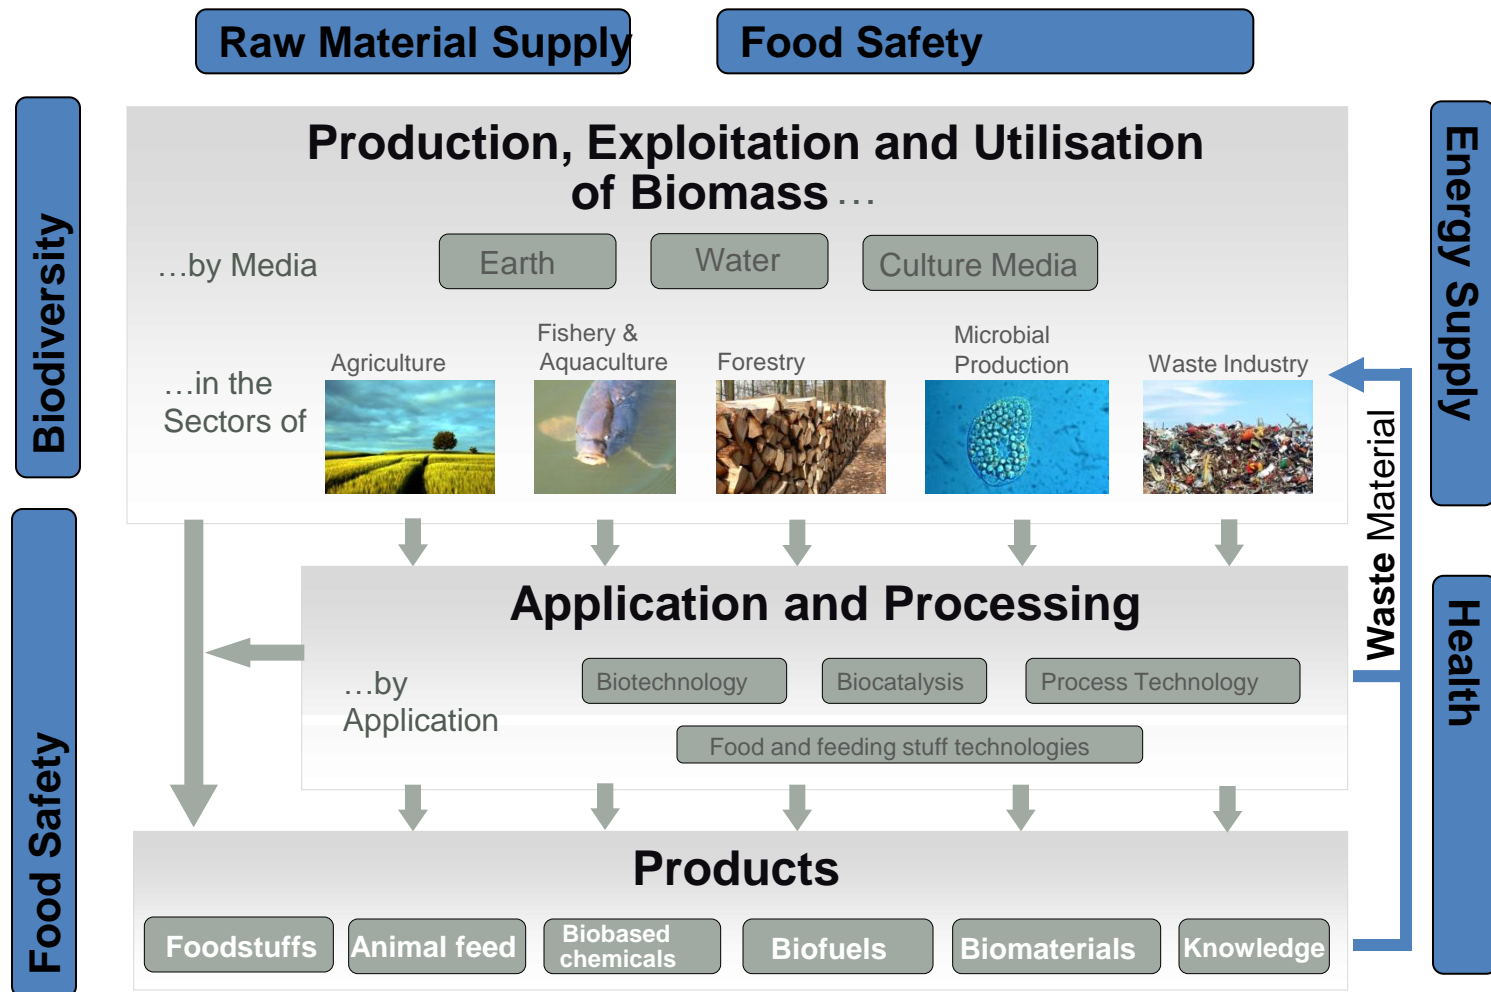 Raw Material Supply
Food Safety
Biodiversity
Food Safety
Energy Supply
Health
Production, Exploitation and Utilisation
of Biomass ...
...by Media
Earth
Water
Culture Media
...in the
Sectors of
Agriculture
Fishery &
Aquaculture
Forestry
Microbial
Production
Waste Industry
Waste Material
Application and Processing
...by
Application
Biotechnology
Biocatalysis
Process Technology
Food and feeding stuff technologies
Products
Foodstuffs
Animal feed
Biobased
chemicals
Biofuels
Biomaterials
Knowledge